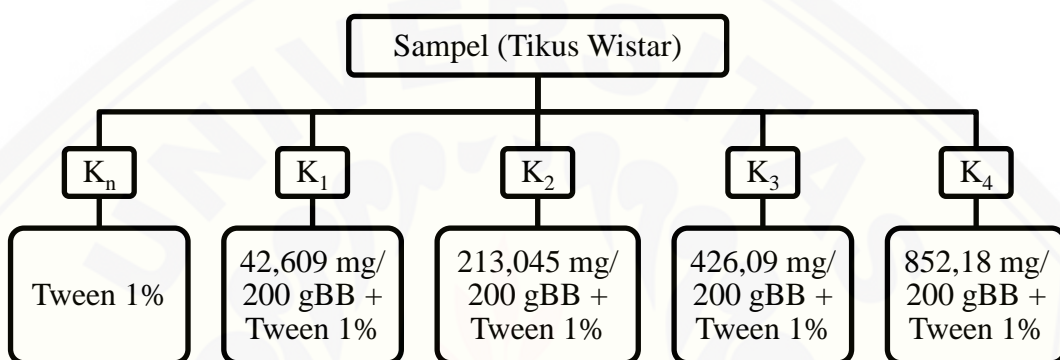 Sampel (Tikus Wistar)
Kn
K1
K2
K3
K4
Tween 1%
42,609 mg/
200 gBB +
Tween 1%
213,045 mg/
200 gBB +
Tween 1%
426,09 mg/
200 gBB +
Tween 1%
852,18 mg/
200 gBB +
Tween 1%
UNIVERSITAS